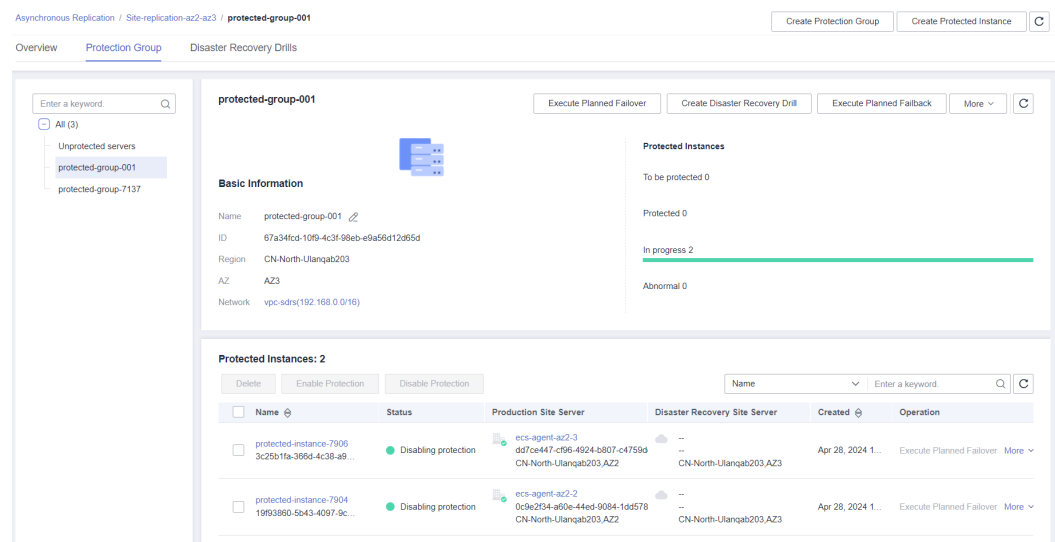 Asynchronous Replication / Site-replication-az2-az3 / protected-group-001
Create Protection Group
Create Protected Instance
Overview
Protection Group
Disaster Recovery Drills
Enter a keyword.
All (3)
Unprotected servers
protected-group-001
protected-group-7137
protected-group-001
Execute Planned Failover
Create Disaster Recovery Drill
Execute Planned Failback
More
Basic Information
Name protected-group-001
ID 67a34fcd-10f9-4c3f-98eb-e9a56d12d65d
Region CN-North-Ulanqab203
AZ AZ3
Network vpc-sdrs(192.168.0.0/16)
Protected Instances
To be protected 0
Protected 0
In progress 2
Abnormal 0
Protected Instances: 2
Delete
Enable Protection
Disable Protection
Name
Enter a keyword.
Name Status Production Site Server Disaster Recovery Site Server Created Operation
protected-instance-7906
3c25b1fa-366d-4c38-a9...
Disabling protection
ecs-agent-az2-3
dd7ce447-cf96-4924-b807-c4759d
CN-North-Ulanqab203,AZ2
--
--
CN-North-Ulanqab203,AZ3
Apr 28, 2024 1...
Execute Planned Failover More
protected-instance-7904
19f93860-5b43-4097-9c...
Disabling protection
ecs-agent-az2-2
0c9e2f34-a60e-44ed-9084-1dd578
CN-North-Ulanqab203,AZ2
--
--
CN-North-Ulanqab203,AZ3
Apr 28, 2024 1...
Execute Planned Failover More